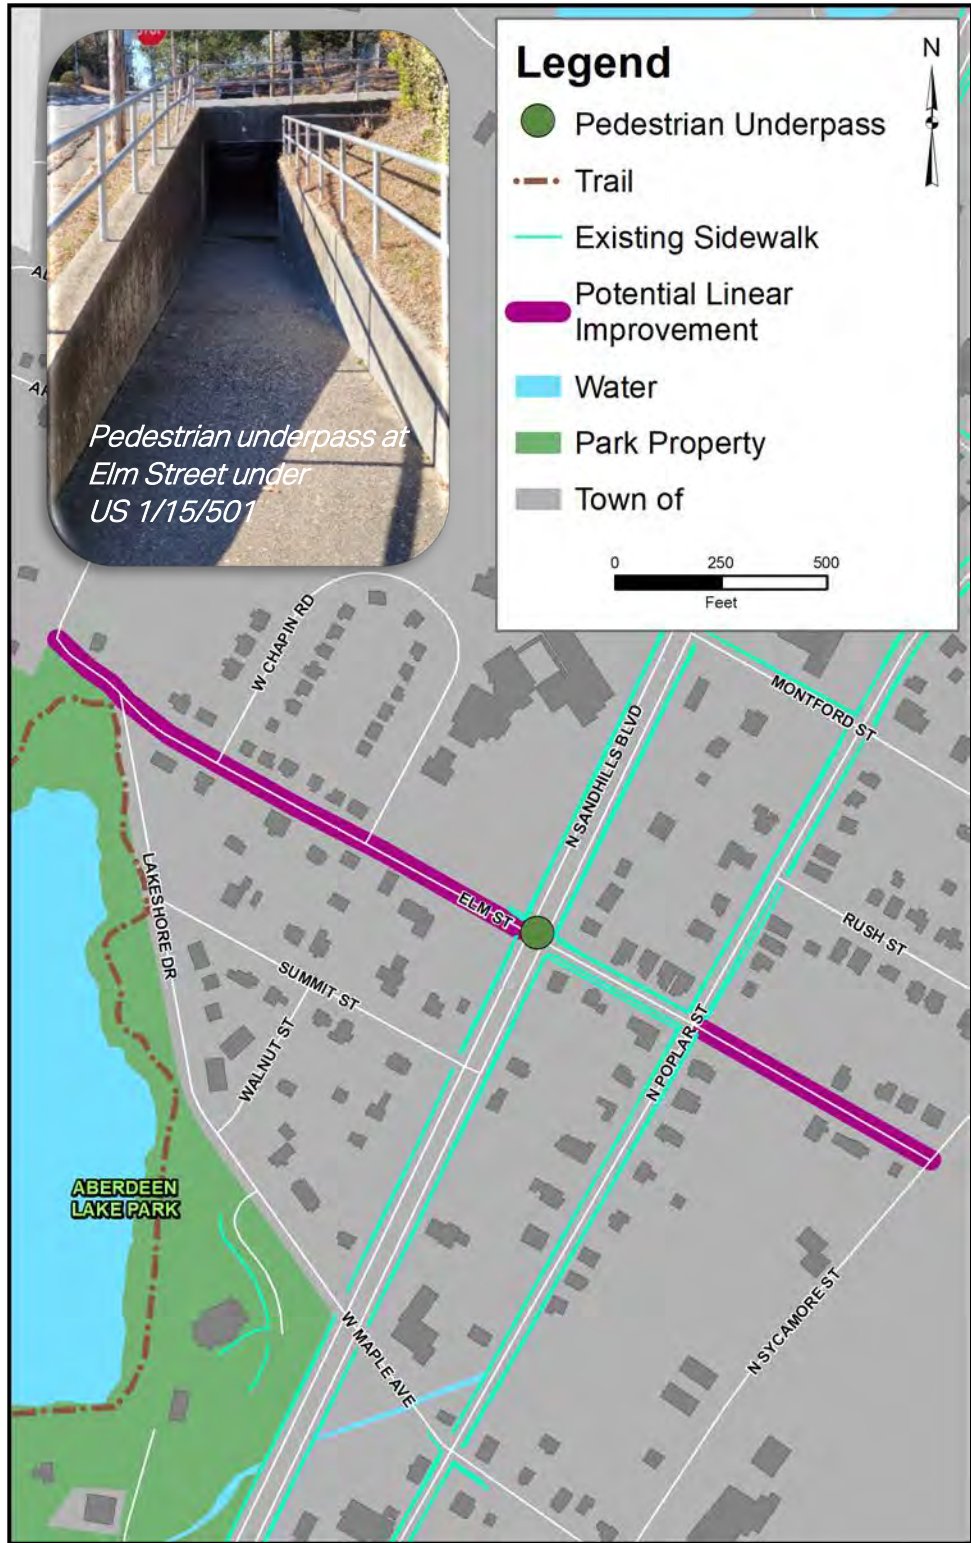 Legend
N
Pedestrian Underpass
Trail
Existing Sidewalk
Potential Linear
Improvement
Water
Park Property
Town of
0 250 500
Feet
Pedestrian underpass at
Elm Street under
US 1/15/501
W CHAPIN RD
MONTFORD ST
N SANDHILLS BLVD
ELM ST
LAKESHORE DR
RUSH ST
SUMMIT ST
WALNUT ST
N POPLAR ST
ABERDEEN
LAKE PARK
W MAPLE AVE
N SYCAMORE ST